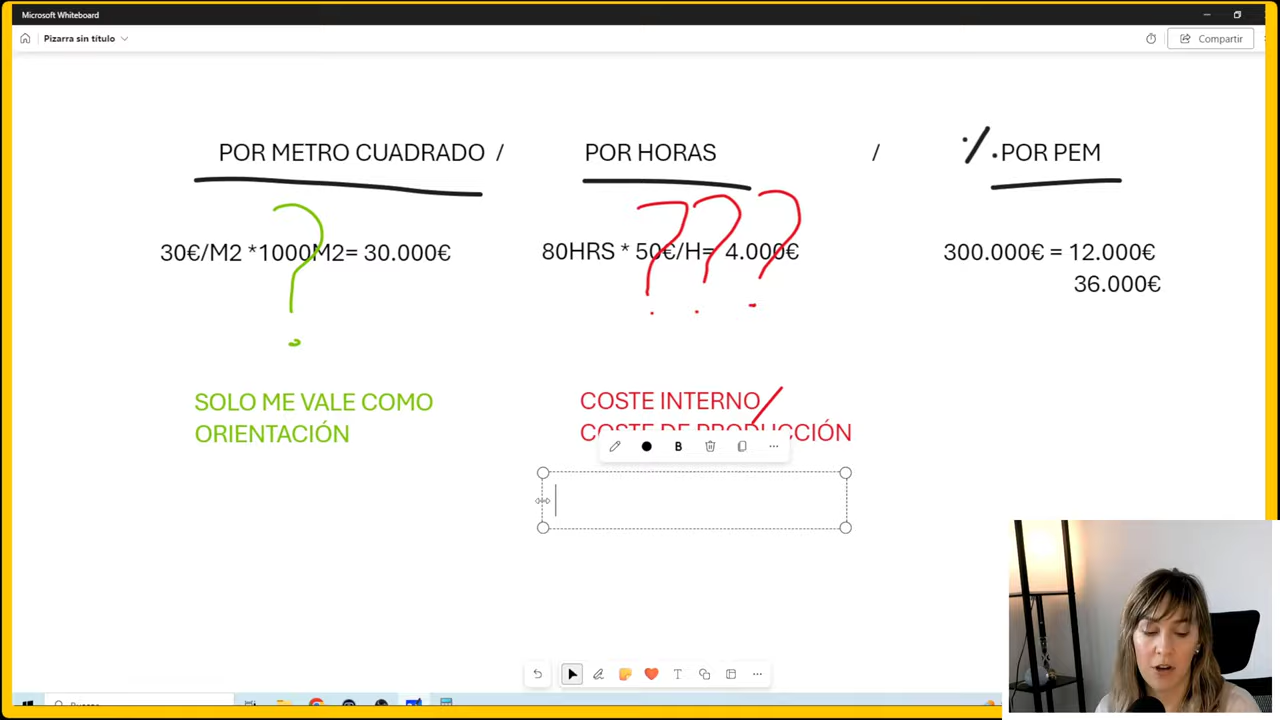 Microsoft Whiteboard
Pizarra sin título
Compartir
POR METRO CUADRADO / POR HORAS / %. POR PEM
30€/M2 *1000M2= 30.000€
80HRS * 50€/H= 4.000€
300.000€ = 12.000€
36.000€
???
?
SOLO ME VALE COMO
ORIENTACIÓN
COSTE INTERNO/
COSTE DE PRODUCCIÓN
B
T